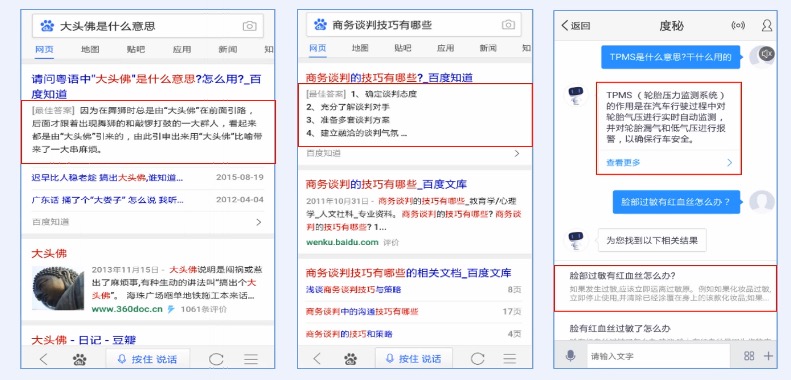 大头佛是什么意思
网页 地图 贴吧 应用 新闻 知
请问粤语中"大头佛"是什么意思?怎么用?_百
度知道
[最佳答案] 因为在舞狮时总是由“大头佛”在前面引路，
后面才跟着出现舞狮的和敲锣打鼓的一大群人，看起来
都是由“大头佛”引来的，由此引申出来用“大头佛”比喻带
来了一大串麻烦。
迟早比人稳老趁 搞出大头佛,谁知道... 2015-08-19
广东话 捅了个“大娄子” 怎么说 我听... 2012-04-04
百度知道
大头佛
2013年11月15日 - 大头佛说明是闯祸或惹
出了麻烦事,有种生动的讲法叫“搞出个大
头佛”。 海珠广场晒单地铁施工本来话...
www.360doc.cn 1061条评价
大头佛 - 日记 - 豆瓣
按住 说话
商务谈判技巧有哪些
网页 地图 贴吧 应用 新闻 知
商务谈判的技巧有哪些?_百度知道
[最佳答案] 1、确定谈判态度
2、充分了解谈判对手
3、准备多套谈判方案
4、建立融洽的谈判气氛 ...
百度知道
商务谈判的技巧有哪些_百度文库
2011年10月30日 - 商务谈判的技巧有哪些_教育学/心理
学_人文社科_专业资料。商务谈判的技巧有哪些? 商务谈
判的技巧有哪些? 1...
wenku.baidu.com 评价
商务谈判的技巧有哪些的相关文档_百度文库
浅谈商务谈判技巧与策略 8页
商务谈判中的沟通技巧有哪些 17页
商务谈判的技巧和策略 4页
按住 说话
返回 度秘
TPMS是什么意思?干什么用的
TPMS（轮胎压力监测系统）
的作用是在汽车行驶过程中对
轮胎气压进行实时自动监测，
并对轮胎漏气和低气压进行报
警，以确保行车安全。
查看更多
脸部过敏有红血丝怎么办？
为您找到以下相关结果
脸部过敏有红血丝怎么办?
如果发生过敏,应该立即远离过敏原。例如如果化妆品过敏,
立即停止使用,并清除已经涂置在身上的该款化妆品;如果...
脸有红血丝过敏了怎么办
请输入文字